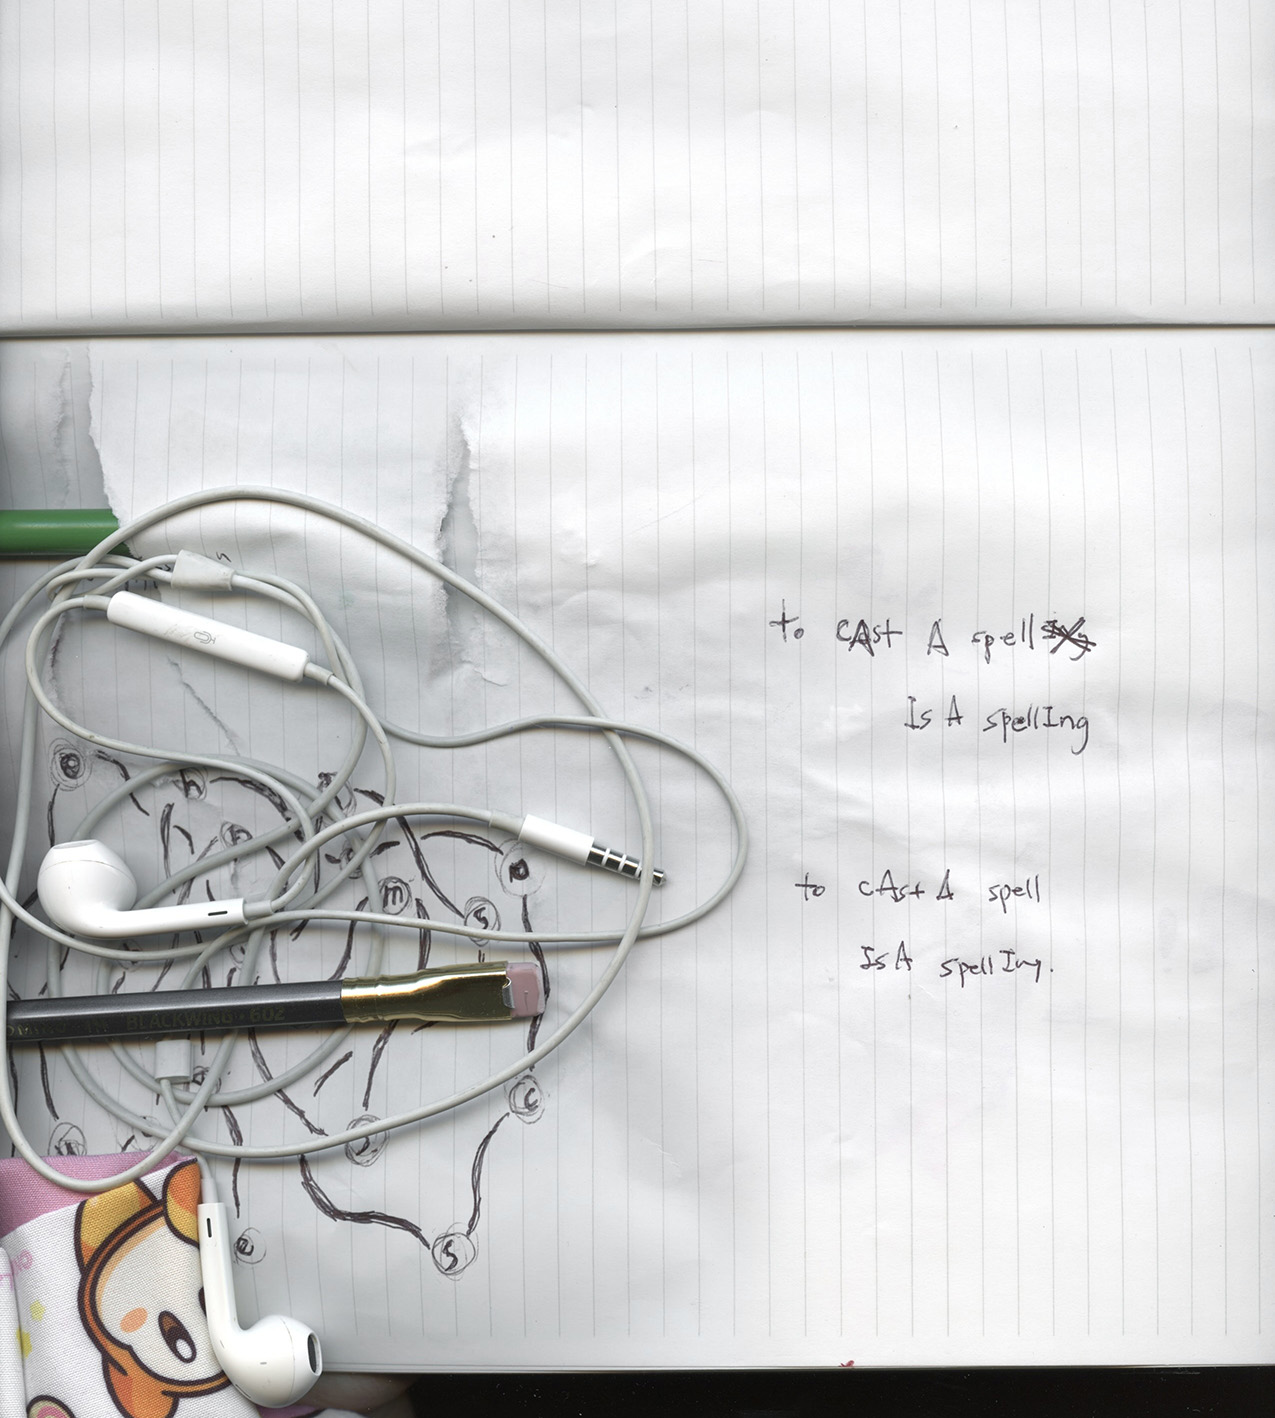 to cAst A spell
Is A spellIng
to cAst A spell
Is A spellIng.
BLACKWING · 602
m
S
C
S
e